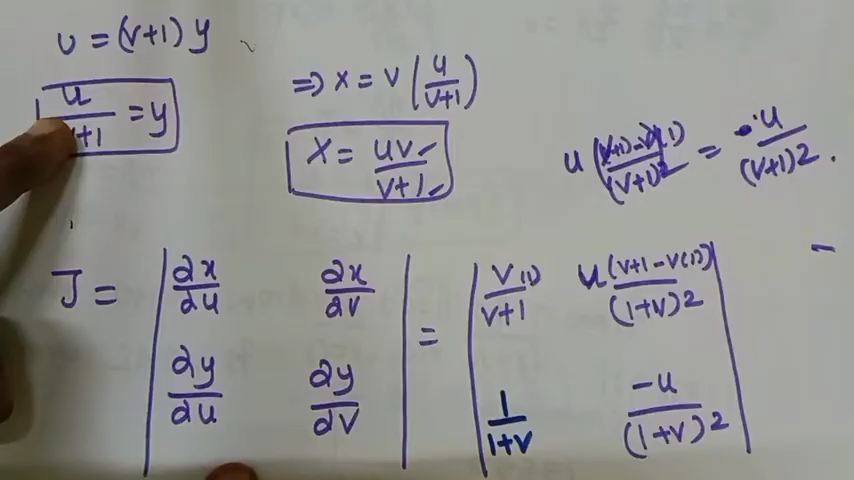 u = (v+1) y
u/v+1 = y
⇒ x = v (u/v+1)
x = uv/v+1
u ((v+1)-v(1)/(v+1)2) = u/(v+1)2 .
J = | ∂x/∂u ∂x/∂v | = | v(1)/v+1 u(v+1-v(1))/(1+v)2 |
| ∂y/∂u ∂y/∂v | | 1/1+v -u/(1+v)2 |